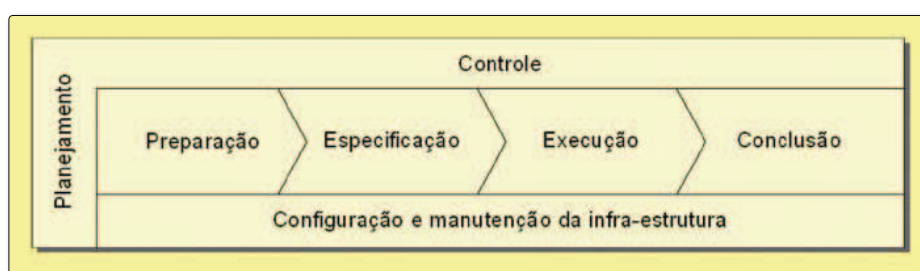 Planejamento
Controle
Preparação
Especificação
Execução
Conclusão
Configuração e manutenção da infra-estrutura